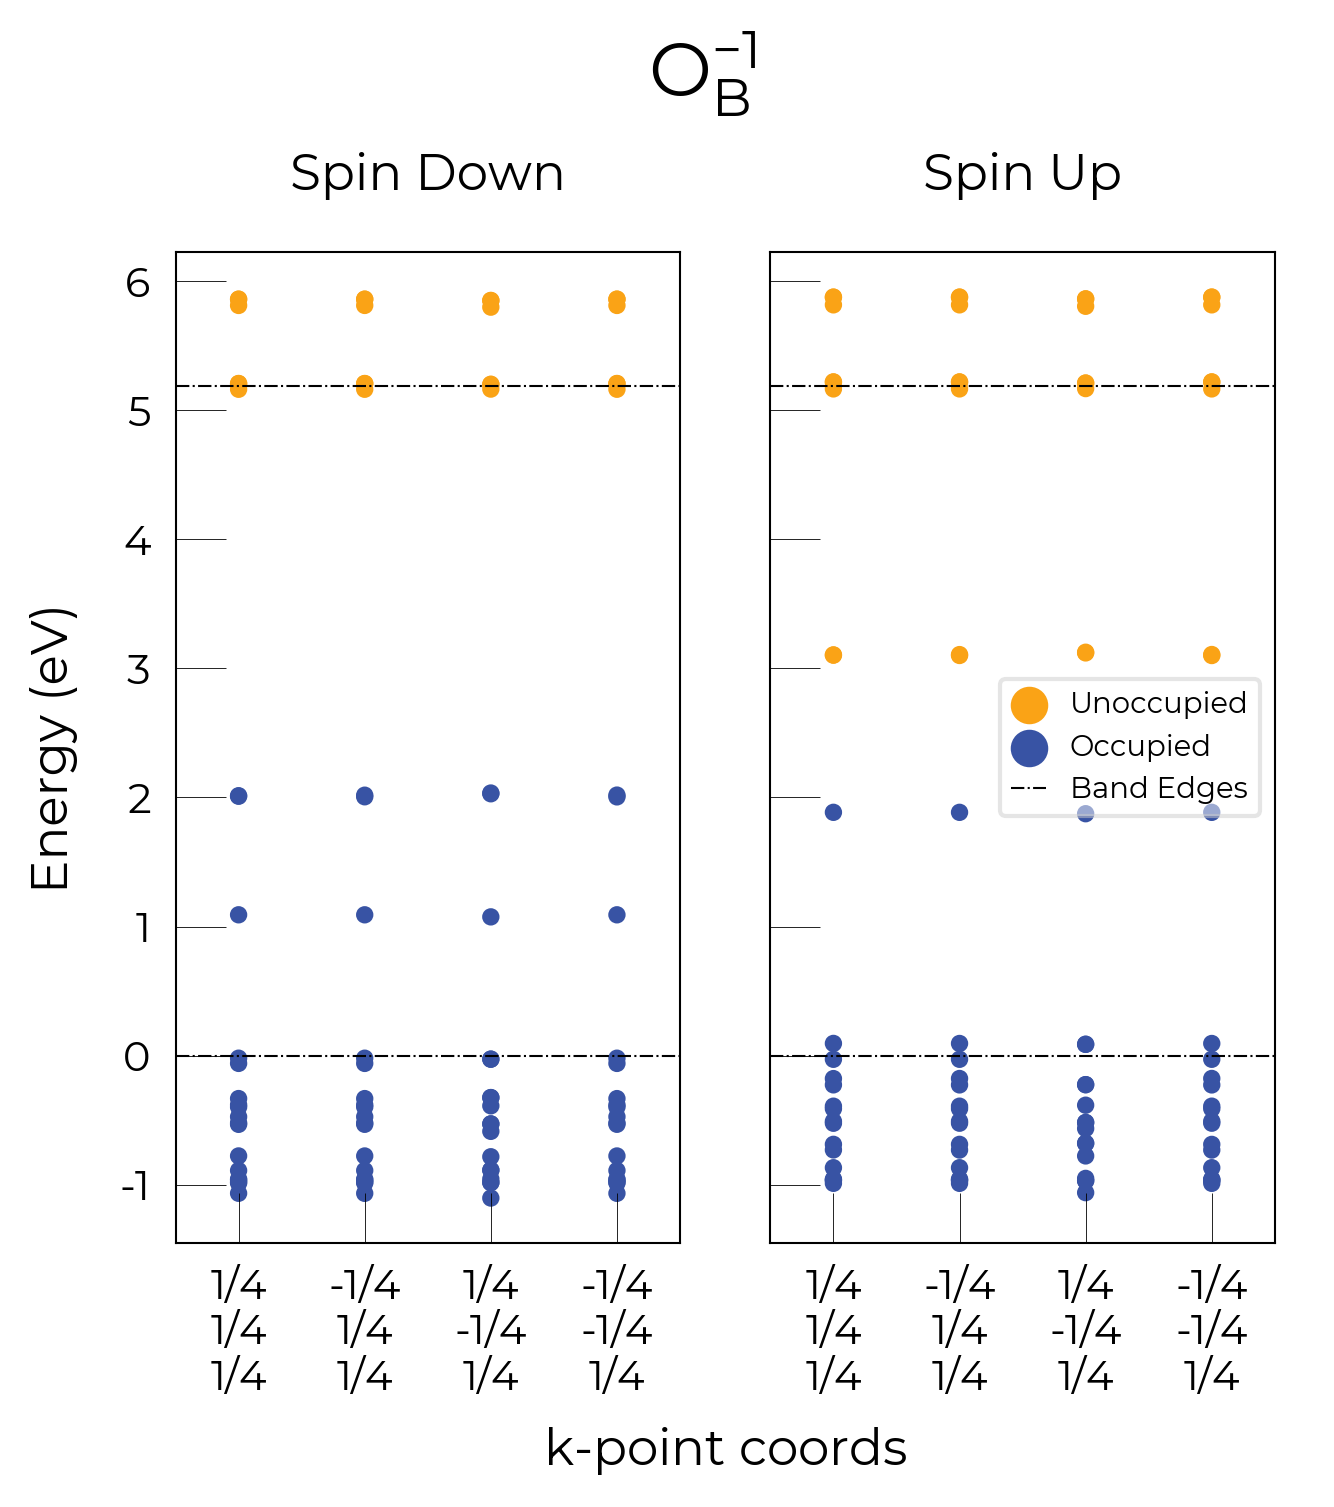 O_B^{−1}
Spin Down
Spin Up
6
5
4
3
2
1
0
-1
Energy (eV)
Unoccupied
Occupied
Band Edges
1/4 -1/4 1/4 -1/4 1/4 -1/4 1/4 -1/4
1/4 1/4 -1/4 -1/4 1/4 1/4 -1/4 -1/4
1/4 1/4 1/4 1/4 1/4 1/4 1/4 1/4
k-point coords